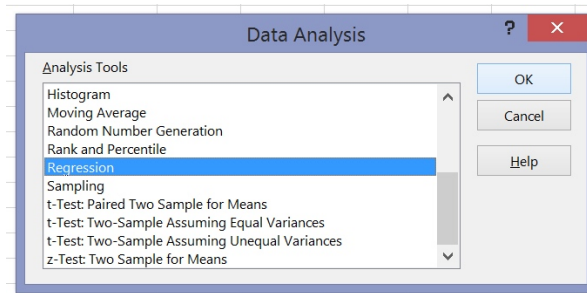 Data Analysis
?
Analysis Tools
Histogram
Moving Average
Random Number Generation
Rank and Percentile
Regression
Sampling
t-Test: Paired Two Sample for Means
t-Test: Two-Sample Assuming Equal Variances
t-Test: Two-Sample Assuming Unequal Variances
z-Test: Two Sample for Means
OK
Cancel
Help